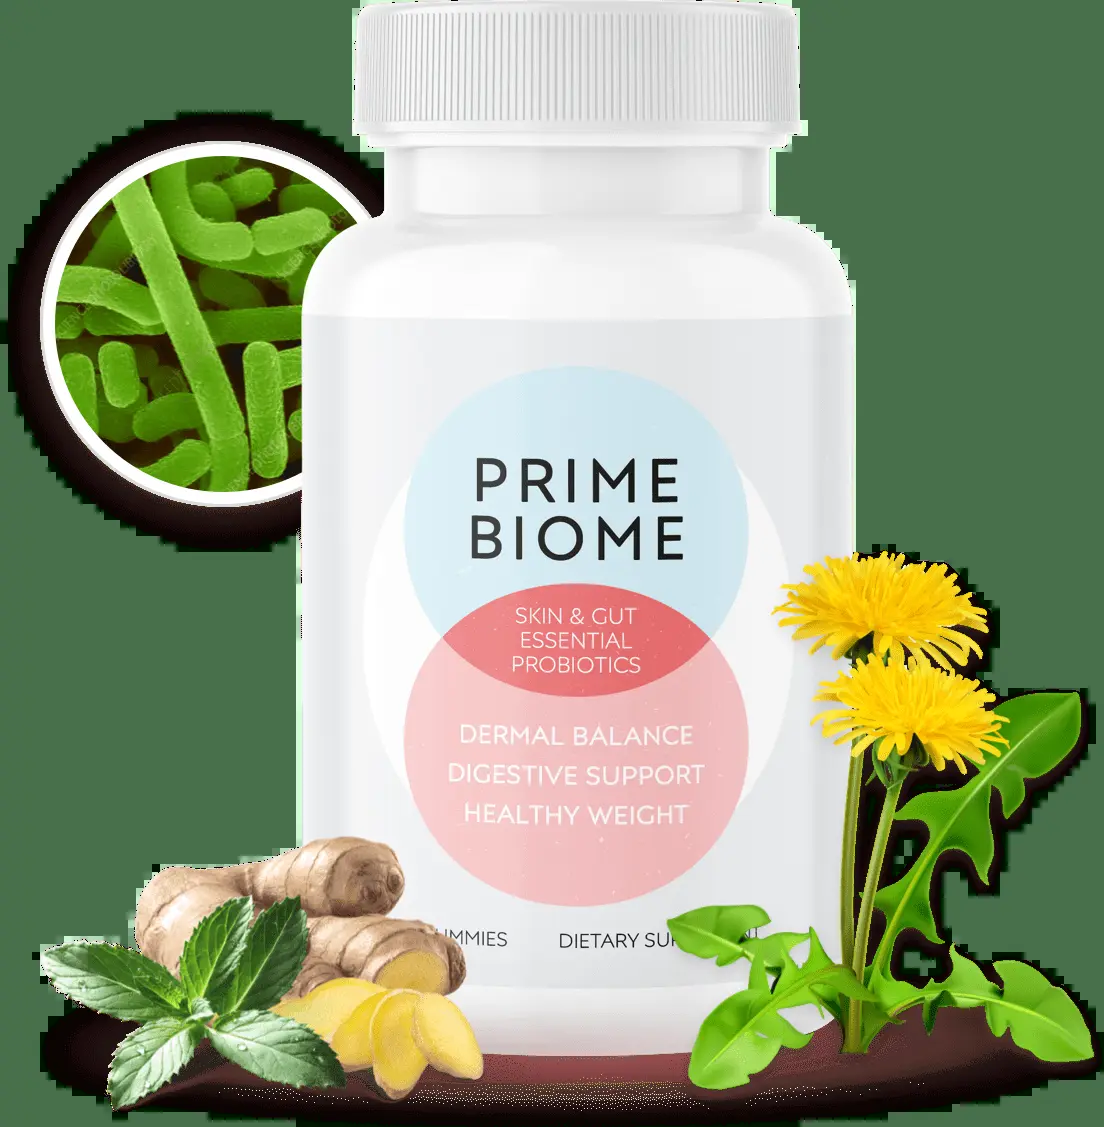 PRIME
BIOME
SKIN & GUT
ESSENTIAL
PROBIOTICS
DERMAL BALANCE
DIGESTIVE SUPPORT
HEALTHY WEIGHT
DIETARY